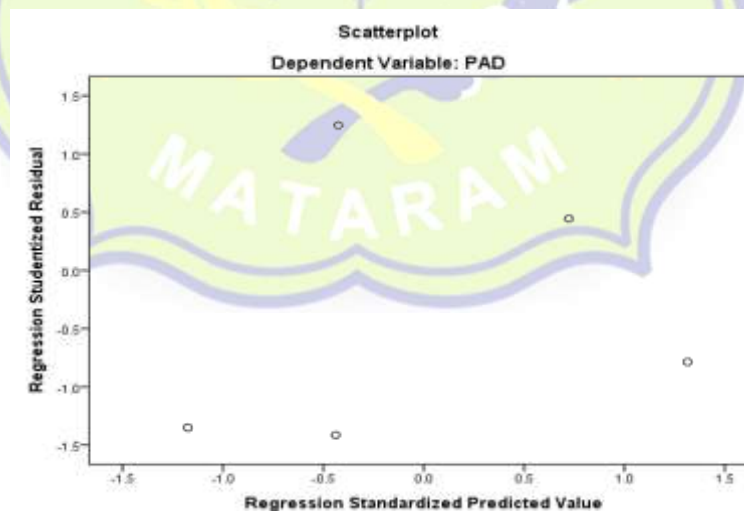 Scatterplot
Dependent Variable: PAD
MATARAM
Regression Studentized Residual
1.5
1.0
0.5
0.0
-0.5
-1.0
-1.5
-1.5 -1.0 -0.5 0.0 0.5 1.0 1.5
Regression Standardized Predicted Value